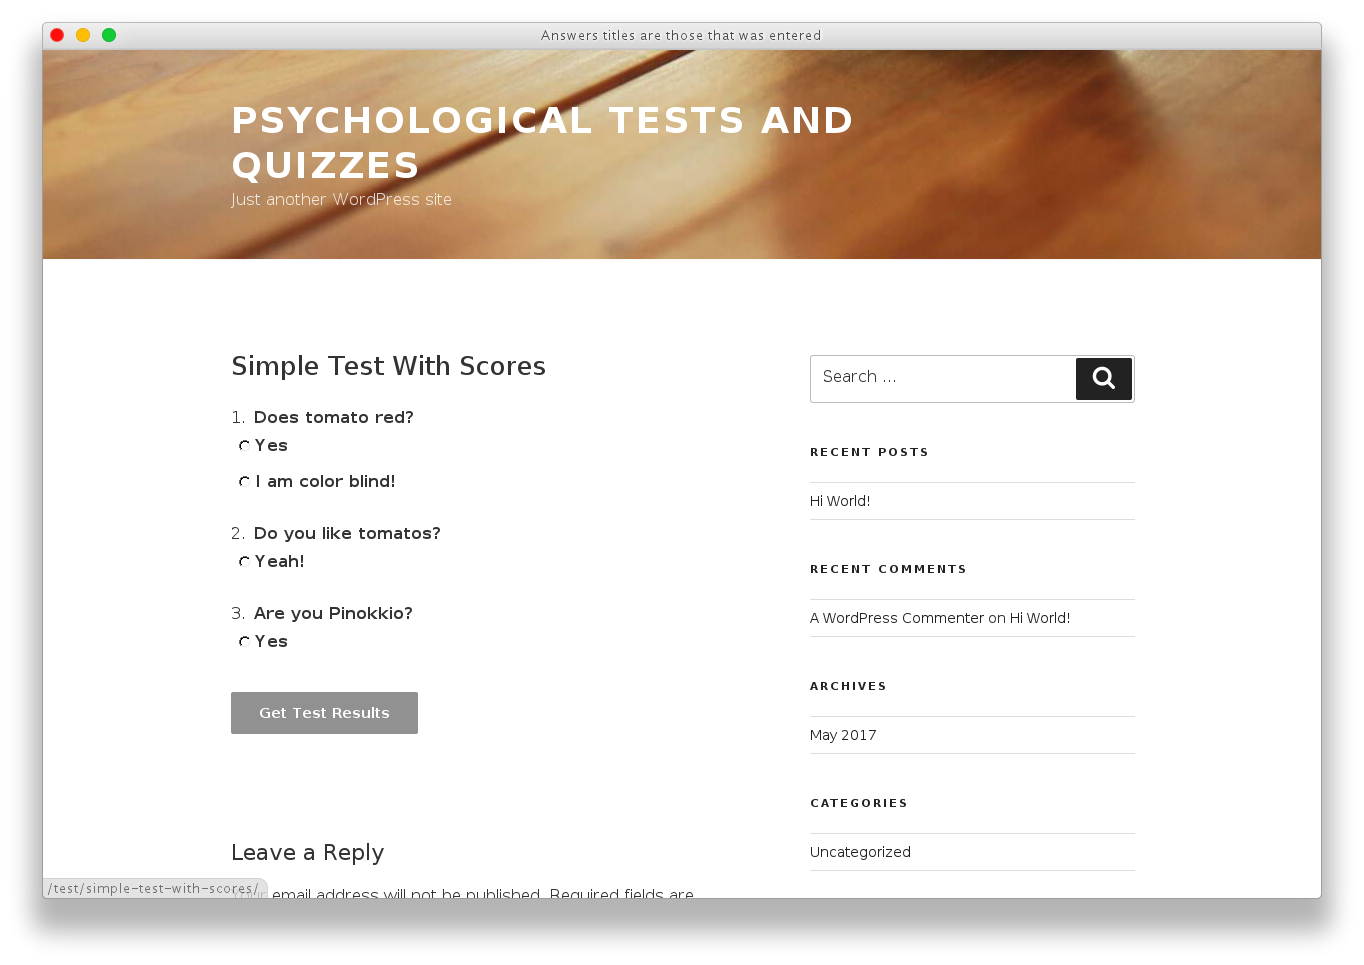 Answers titles are those that was entered
PSYCHOLOGICAL TESTS AND
QUIZZES
Just another WordPress site
Simple Test With Scores
1. Does tomato red?
Yes
I am color blind!
2. Do you like tomatos?
Yeah!
3. Are you Pinokkio?
Yes
Get Test Results
Leave a Reply
Your email address will not be published. Required fields are
Search …
RECENT POSTS
Hi World!
RECENT COMMENTS
A WordPress Commenter on Hi World!
ARCHIVES
May 2017
CATEGORIES
Uncategorized
/test/simple-test-with-scores/